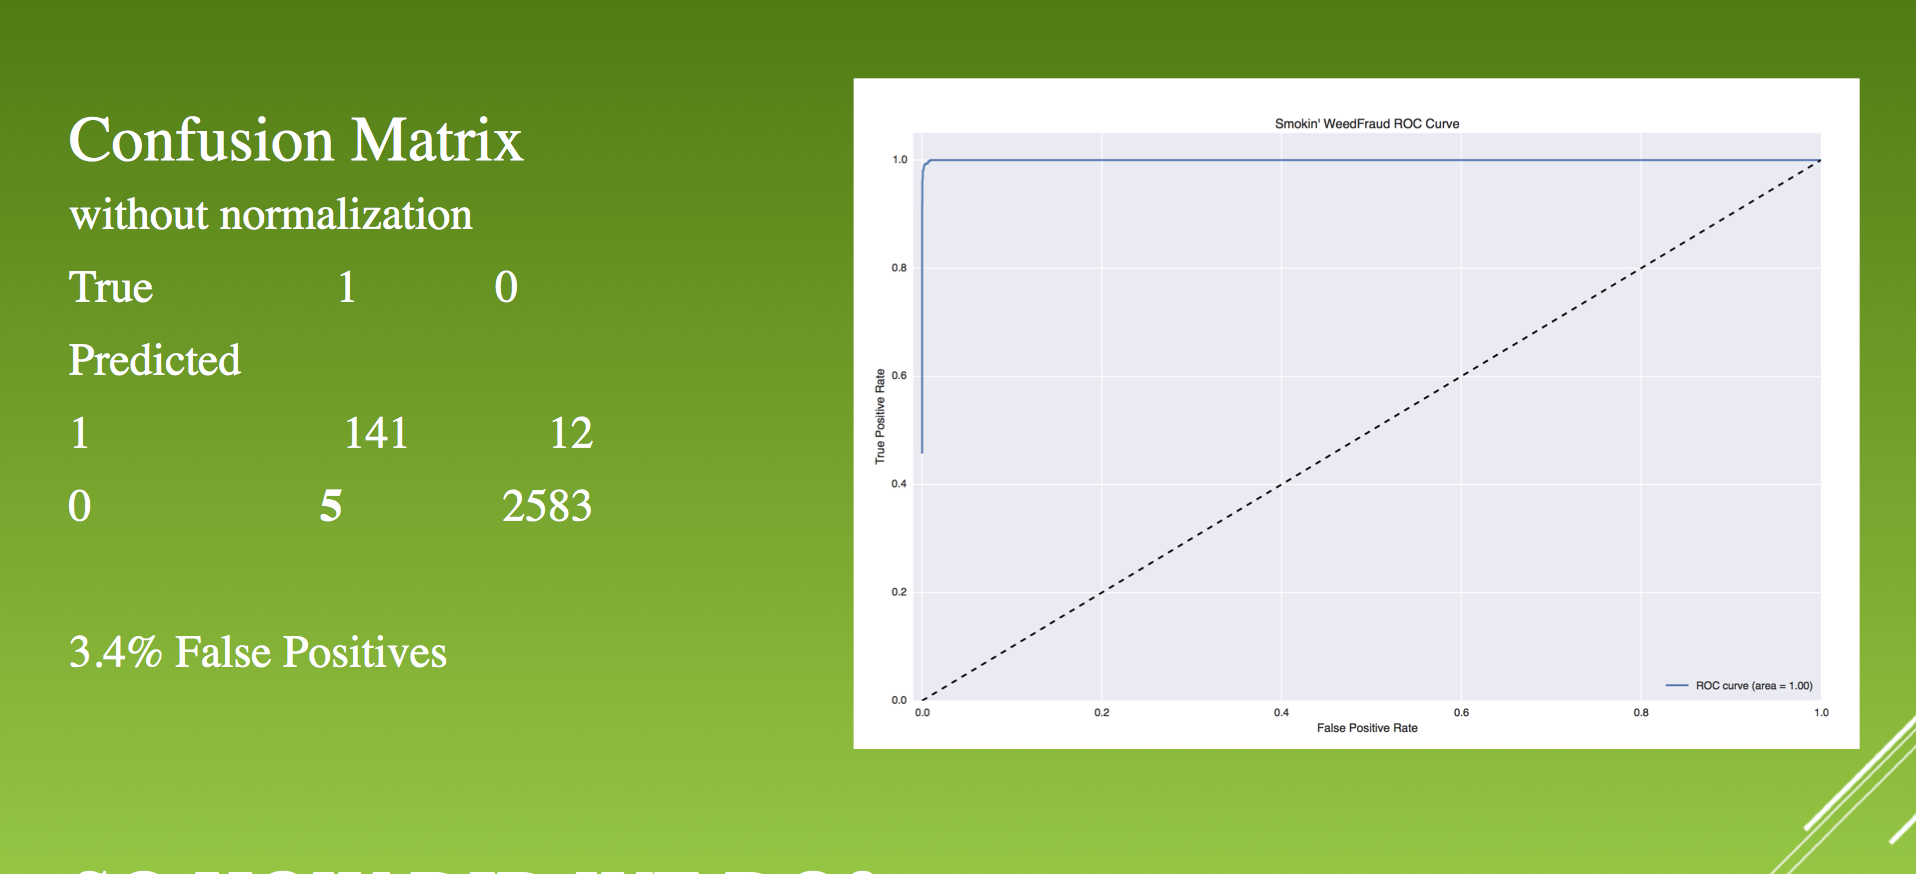 Confusion Matrix
without normalization
True 1 0
Predicted
1 141 12
0 5 2583
3.4% False Positives
Smokin' WeedFraud ROC Curve
True Positive Rate
1.0
0.8
0.6
0.4
0.2
0.0
0.0 0.2 0.4 0.6 0.8 1.0
False Positive Rate
ROC curve (area = 1.00)